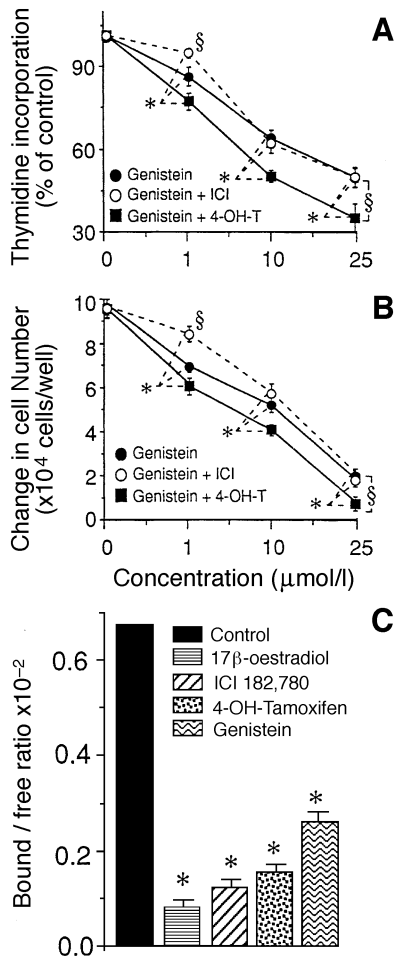 A
Thymidine incorporation
(% of control)
90
60
30
Genistein
Genistein + ICI
Genistein + 4-OH-T
§
*
*
*
§
0 1 10 25
B
Change in cell Number
(x10⁴ cells/well)
10
8
6
4
2
0
§
*
*
*
§
Genistein
Genistein + ICI
Genistein + 4-OH-T
0 1 10 25
Concentration (μmol/l)
C
Bound / free ratio x10⁻²
0.6
0.4
0.2
0.0
Control
17β-oestradiol
ICI 182,780
4-OH-Tamoxifen
Genistein
* * * *